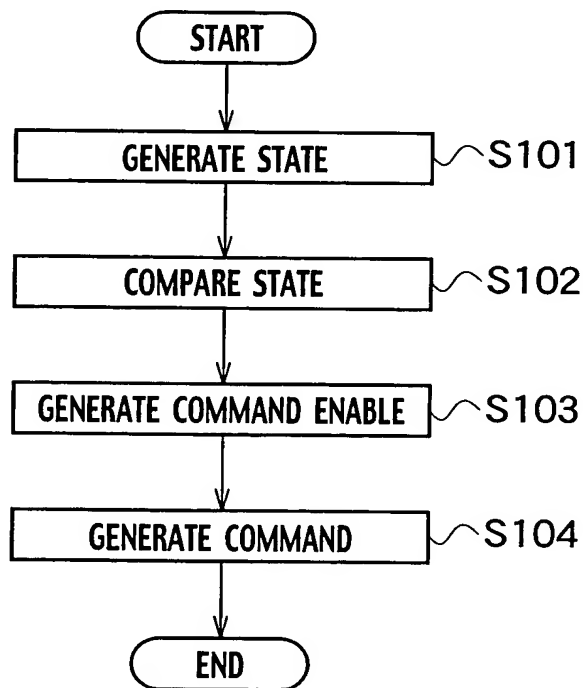 START
GENERATE STATE
S101
COMPARE STATE
S102
GENERATE COMMAND ENABLE
S103
GENERATE COMMAND
S104
END